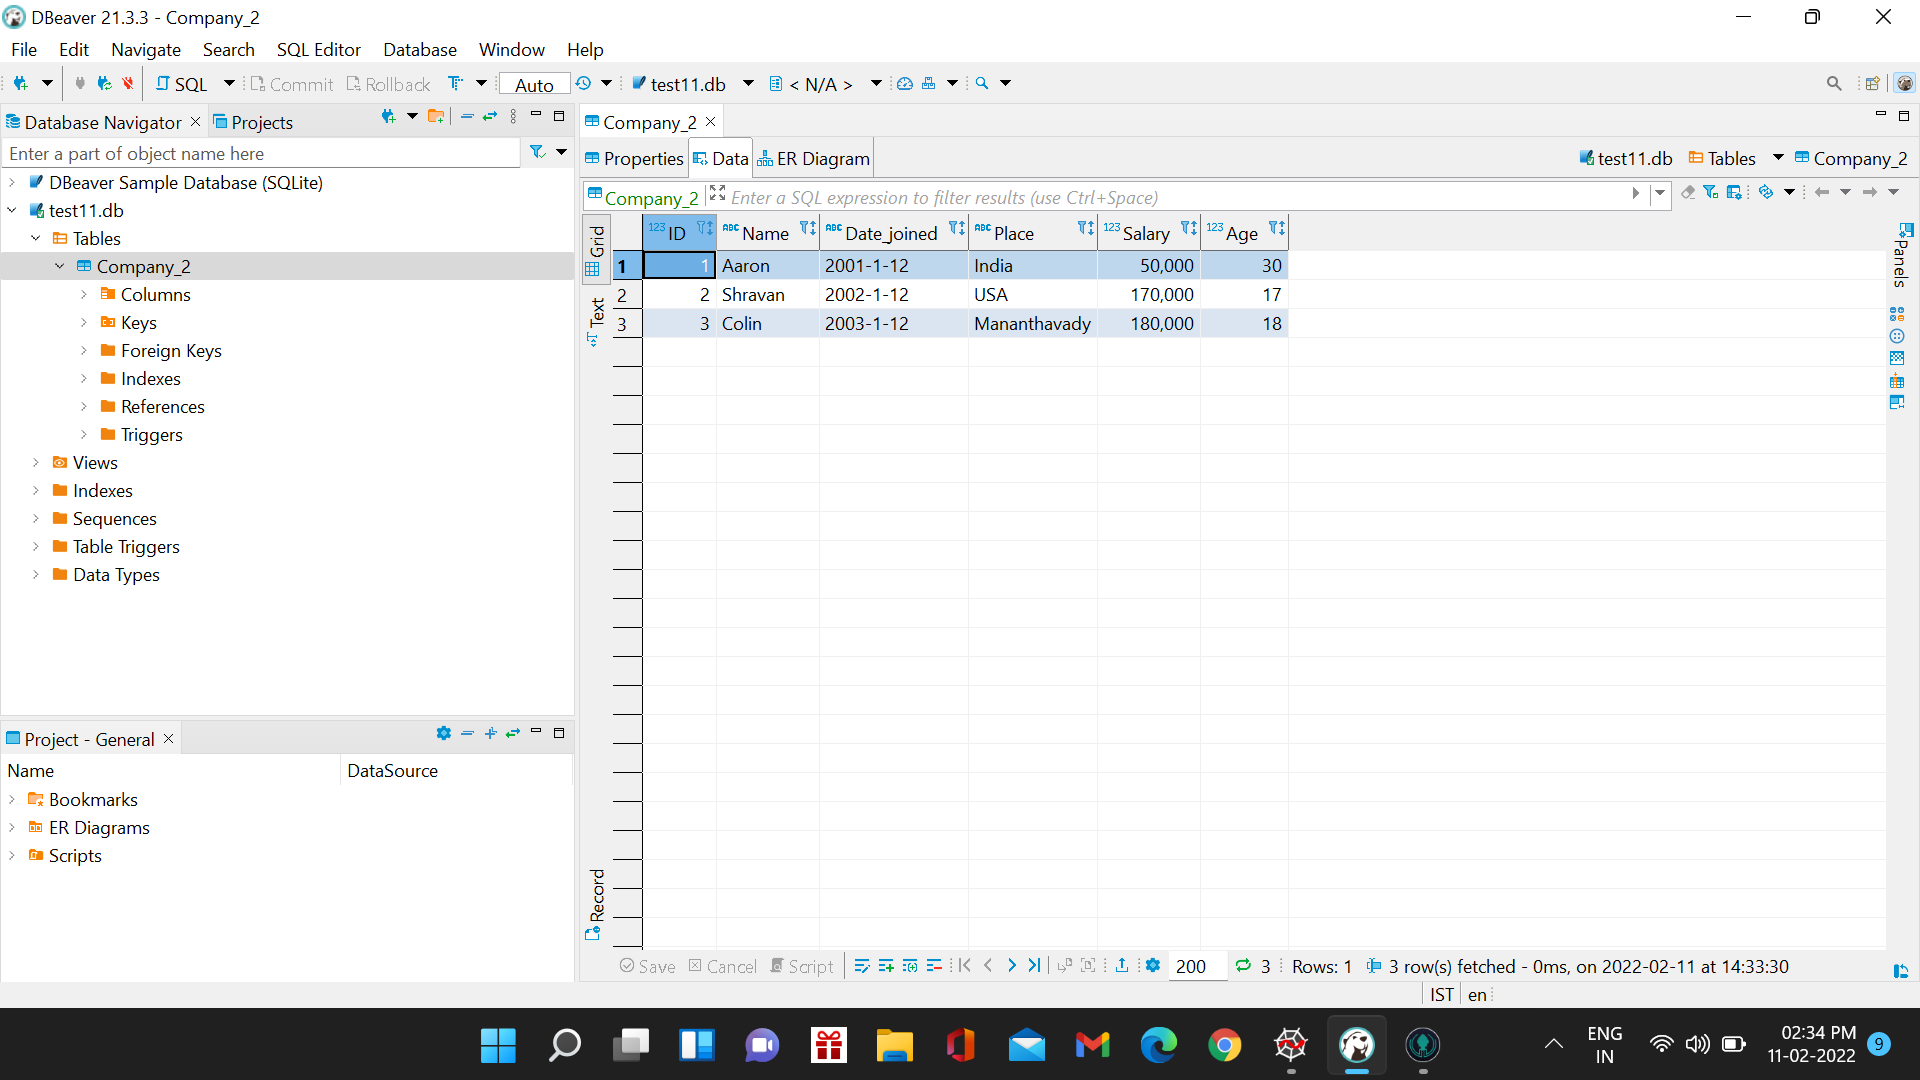 DBeaver 21.3.3 - Company_2
File Edit Navigate Search SQL Editor Database Window Help
SQL Commit Rollback Auto test11.db < N/A >
Database Navigator Projects
Enter a part of object name here
DBeaver Sample Database (SQLite)
test11.db
Tables
Company_2
Columns
Keys
Foreign Keys
Indexes
References
Triggers
Views
Indexes
Sequences
Table Triggers
Data Types
Project - General
Name DataSource
Bookmarks
ER Diagrams
Scripts
Company_2
Properties Data ER Diagram test11.db Tables Company_2
Company_2 Enter a SQL expression to filter results (use Ctrl+Space)
Grid
Text
Record
Panels
123 ID ABC Name ABC Date_joined ABC Place 123 Salary 123 Age
1 1 Aaron 2001-1-12 India 50,000 30
2 2 Shravan 2002-1-12 USA 170,000 17
3 3 Colin 2003-1-12 Mananthavady 180,000 18
Save Cancel Script 200 3 Rows: 1 3 row(s) fetched - 0ms, on 2022-02-11 at 14:33:30
IST en
ENG
IN
02:34 PM
11-02-2022
9